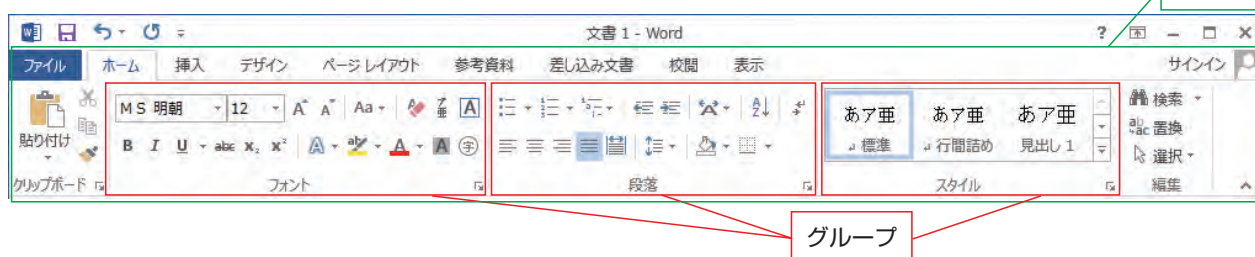 文書 1 - Word
ファイル ホーム 挿入 デザイン ページ レイアウト 参考資料 差し込み文書 校閲 表示 サインイン
MS 明朝 12 A A Aa A
あア亜 あア亜 あア亜
検索
貼り付け
B I U abc X₂ X² A ab A A 字
標準 行間詰め 見出し 1
置換
選択
クリップボード フォント 段落 スタイル 編集
グループ